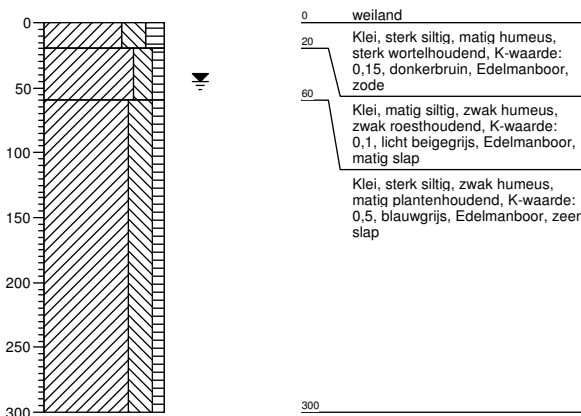 0
50
100
150
200
250
300
0
weiland
20
Klei, sterk siltig, matig humeus,
sterk wortelhoudend, K-waarde:
0,15, donkerbruin, Edelmanboor,
zode
60
Klei, matig siltig, zwak humeus,
zwak roesthoudend, K-waarde:
0,1, licht beigegrijs, Edelmanboor,
matig slap
Klei, sterk siltig, zwak humeus,
matig plantenhoudend, K-waarde:
0,5, blauwgrijs, Edelmanboor, zeer
slap
300